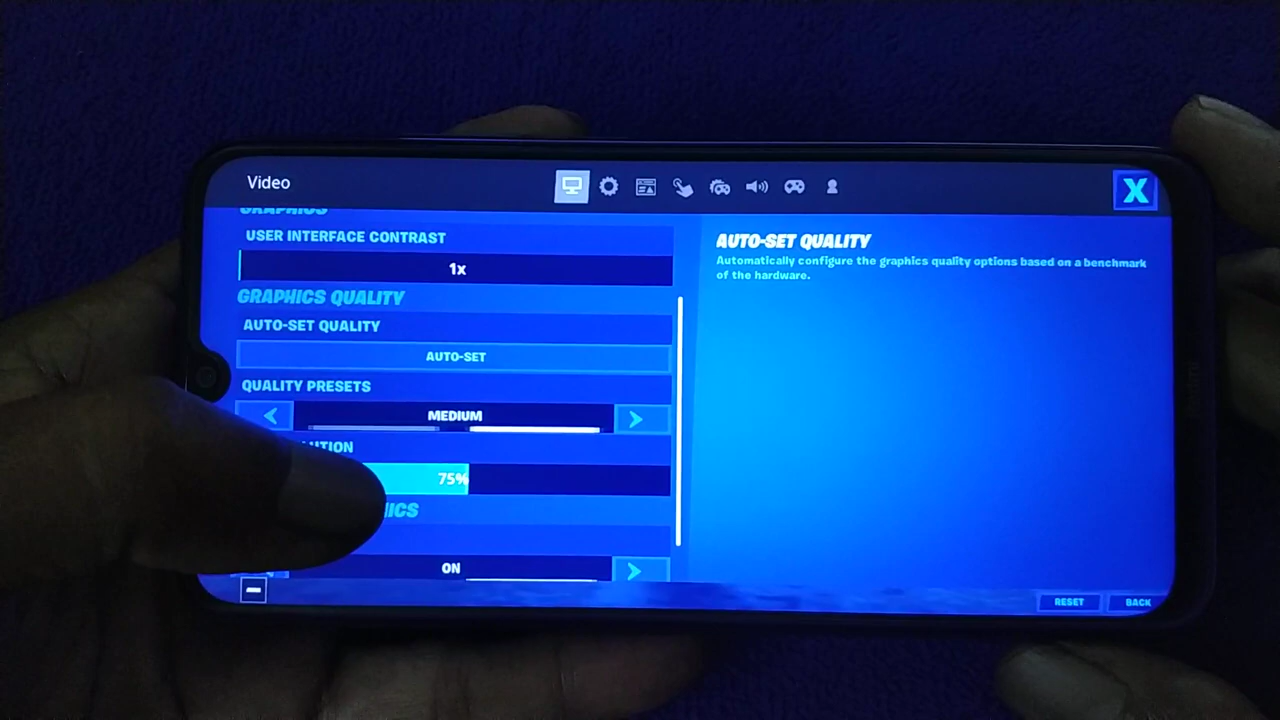 Video
X
GRAPHICS
USER INTERFACE CONTRAST
1x
GRAPHICS QUALITY
AUTO-SET QUALITY
AUTO-SET
QUALITY PRESETS
MEDIUM
75%
ON
AUTO-SET QUALITY
Automatically configure the graphics quality options based on a benchmark
of the hardware.
RESET
BACK